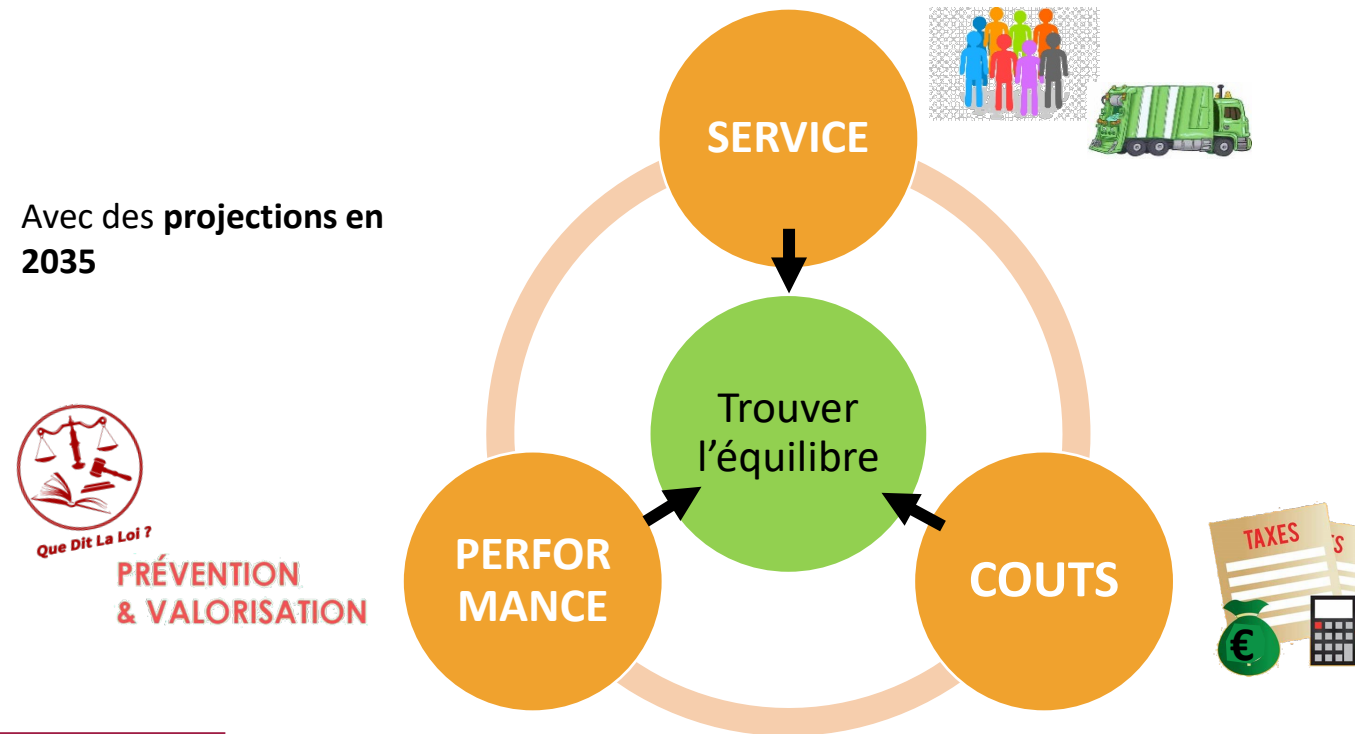 SERVICE
Avec des projections en
2035
Trouver
l’équilibre
Que Dit La Loi ?
PRÉVENTION
& VALORISATION
PERFOR
MANCE
COUTS
TAXES
S
€